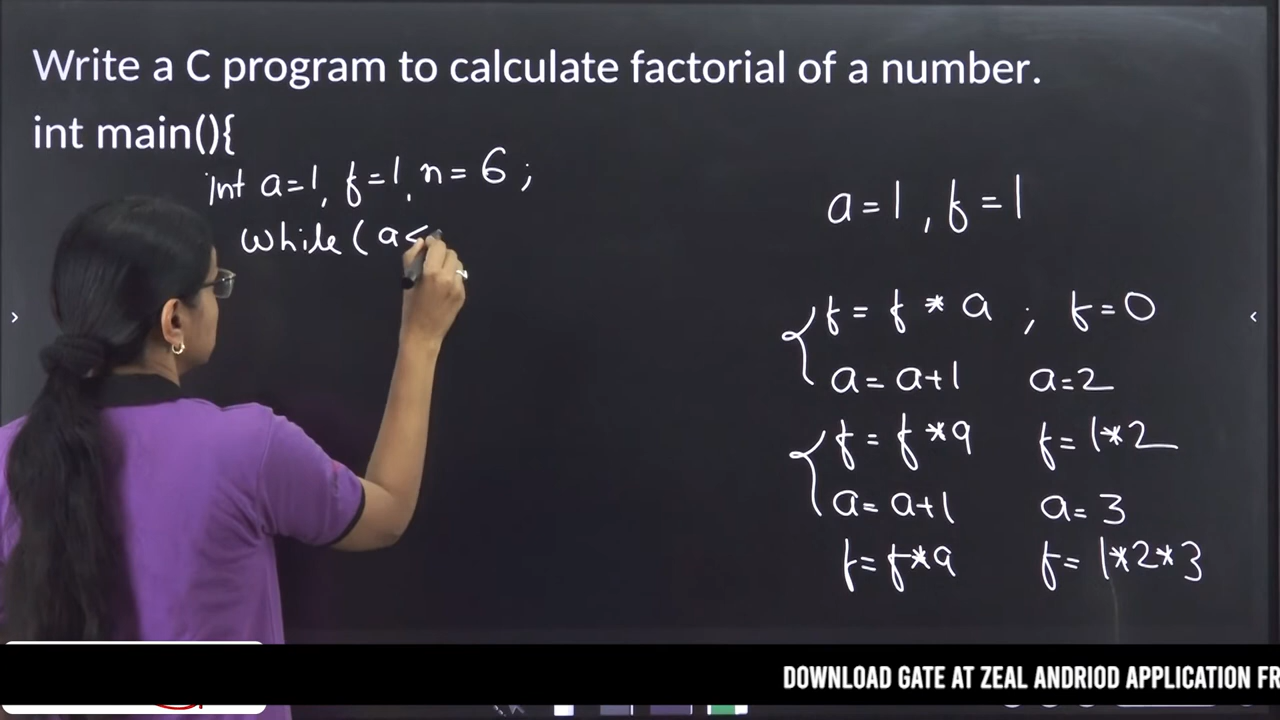 Write a C program to calculate factorial of a number.
int main(){
int a=1, f=1, n=6;
while(a<
a=1, f=1
f= f * a ; f=0
a= a+1 a=2
f= f*a f= 1*2
a= a+1 a= 3
f= f*a f= 1*2*3
DOWNLOAD GATE AT ZEAL ANDRIOD APPLICATION FR